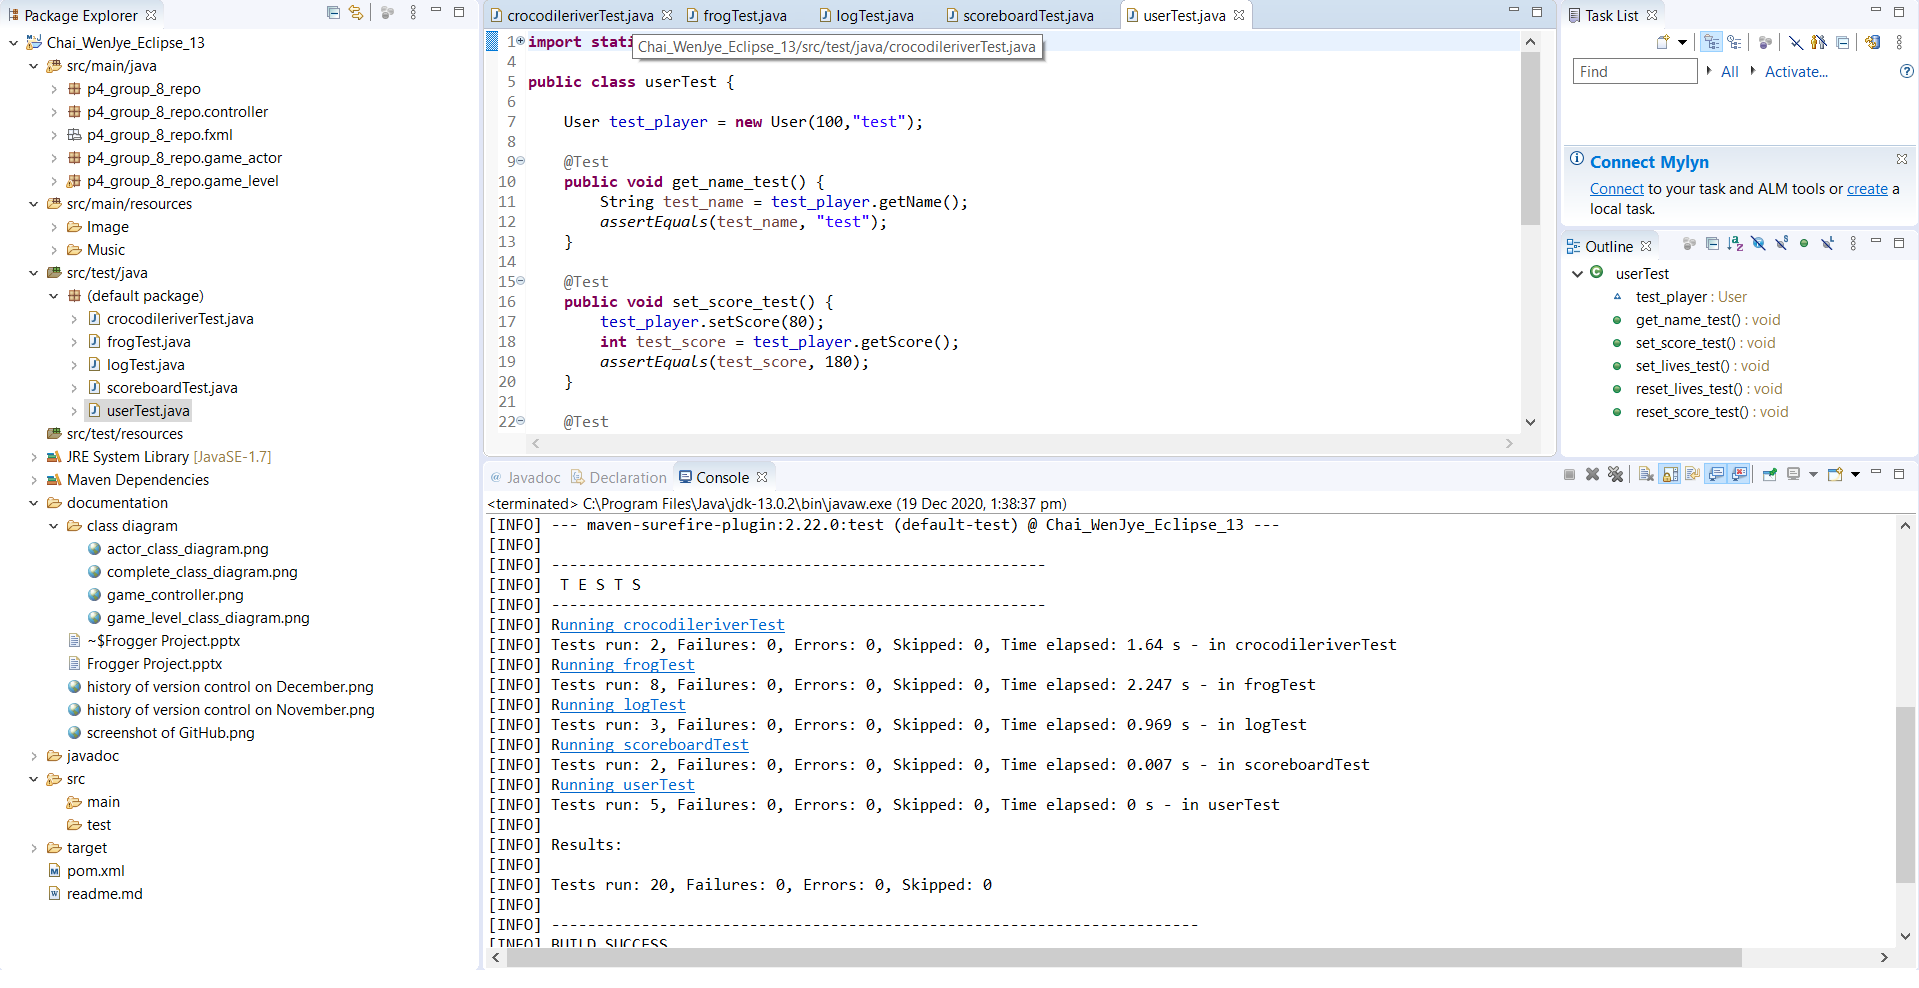 Package Explorer
Chai_WenJye_Eclipse_13
src/main/java
p4_group_8_repo
p4_group_8_repo.controller
p4_group_8_repo.fxml
p4_group_8_repo.game_actor
p4_group_8_repo.game_level
src/main/resources
Image
Music
src/test/java
(default package)
crocodileriverTest.java
frogTest.java
logTest.java
scoreboardTest.java
userTest.java
src/test/resources
JRE System Library [JavaSE-1.7]
Maven Dependencies
documentation
class diagram
actor_class_diagram.png
complete_class_diagram.png
game_controller.png
game_level_class_diagram.png
~$Frogger Project.pptx
Frogger Project.pptx
history of version control on December.png
history of version control on November.png
screenshot of GitHub.png
javadoc
src
main
test
target
pom.xml
readme.md
crocodileriverTest.java frogTest.java logTest.java scoreboardTest.java userTest.java
1 import stati
Chai_WenJye_Eclipse_13/src/test/java/crocodileriverTest.java
4
5 public class userTest {
6
7 User test_player = new User(100,"test");
8
9 @Test
10 public void get_name_test() {
11 String test_name = test_player.getName();
12 assertEquals(test_name, "test");
13 }
14
15 @Test
16 public void set_score_test() {
17 test_player.setScore(80);
18 int test_score = test_player.getScore();
19 assertEquals(test_score, 180);
20 }
21
22 @Test
Task List
Find All Activate...
Connect Mylyn
Connect to your task and ALM tools or create a
local task.
Outline
userTest
test_player : User
get_name_test() : void
set_score_test() : void
set_lives_test() : void
reset_lives_test() : void
reset_score_test() : void
@ Javadoc Declaration Console
<terminated> C:\Program Files\Java\jdk-13.0.2\bin\javaw.exe (19 Dec 2020, 1:38:37 pm)
[INFO] --- maven-surefire-plugin:2.22.0:test (default-test) @ Chai_WenJye_Eclipse_13 ---
[INFO]
[INFO] -------------------------------------------------------
[INFO]  T E S T S
[INFO] -------------------------------------------------------
[INFO] Running crocodileriverTest
[INFO] Tests run: 2, Failures: 0, Errors: 0, Skipped: 0, Time elapsed: 1.64 s - in crocodileriverTest
[INFO] Running frogTest
[INFO] Tests run: 8, Failures: 0, Errors: 0, Skipped: 0, Time elapsed: 2.247 s - in frogTest
[INFO] Running logTest
[INFO] Tests run: 3, Failures: 0, Errors: 0, Skipped: 0, Time elapsed: 0.969 s - in logTest
[INFO] Running scoreboardTest
[INFO] Tests run: 2, Failures: 0, Errors: 0, Skipped: 0, Time elapsed: 0.007 s - in scoreboardTest
[INFO] Running userTest
[INFO] Tests run: 5, Failures: 0, Errors: 0, Skipped: 0, Time elapsed: 0 s - in userTest
[INFO]
[INFO] Results:
[INFO]
[INFO] Tests run: 20, Failures: 0, Errors: 0, Skipped: 0
[INFO]
[INFO] ------------------------------------------------------------------------
[INFO] BUILD SUCCESS